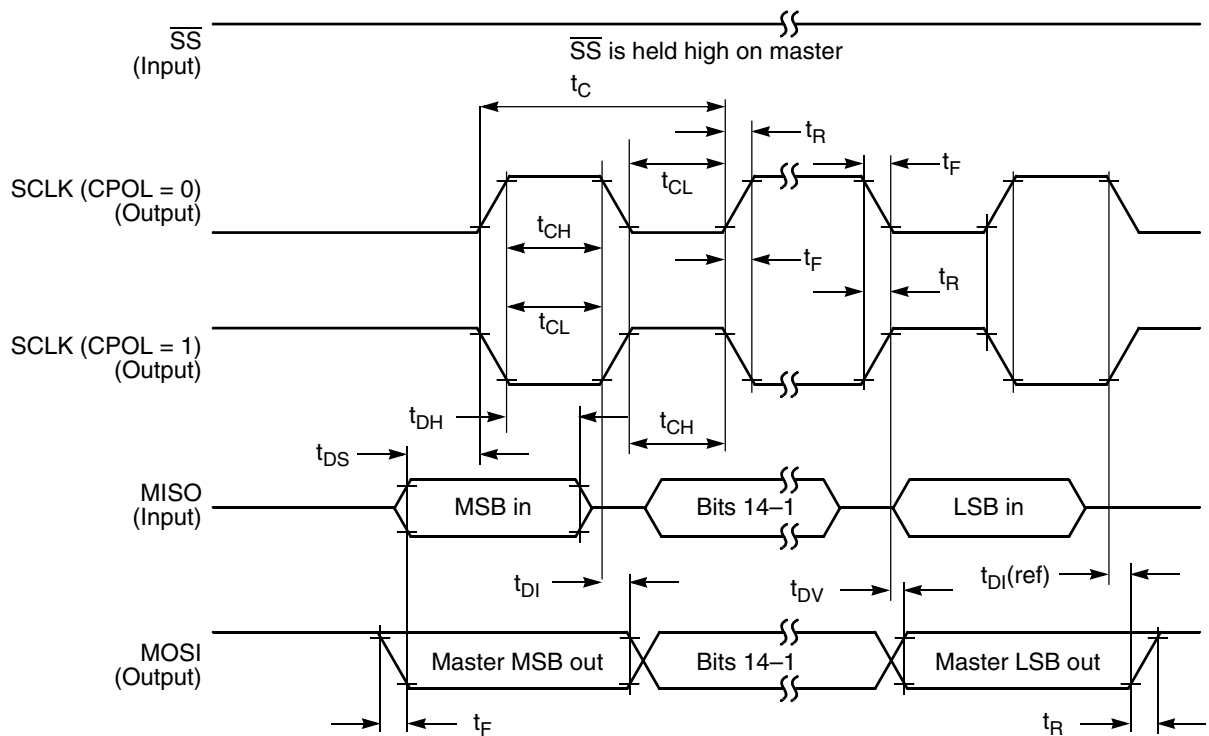 SS
(Input)
SS is held high on master
tC
tR
tF
SCLK (CPOL = 0)
(Output)
tCL
tCH
tF
tR
tCL
SCLK (CPOL = 1)
(Output)
tDH
tCH
tDS
MISO
(Input)
MSB in
Bits 14–1
LSB in
tDI
tDV
tDI(ref)
MOSI
(Output)
Master MSB out
Bits 14–1
Master LSB out
tF
tR